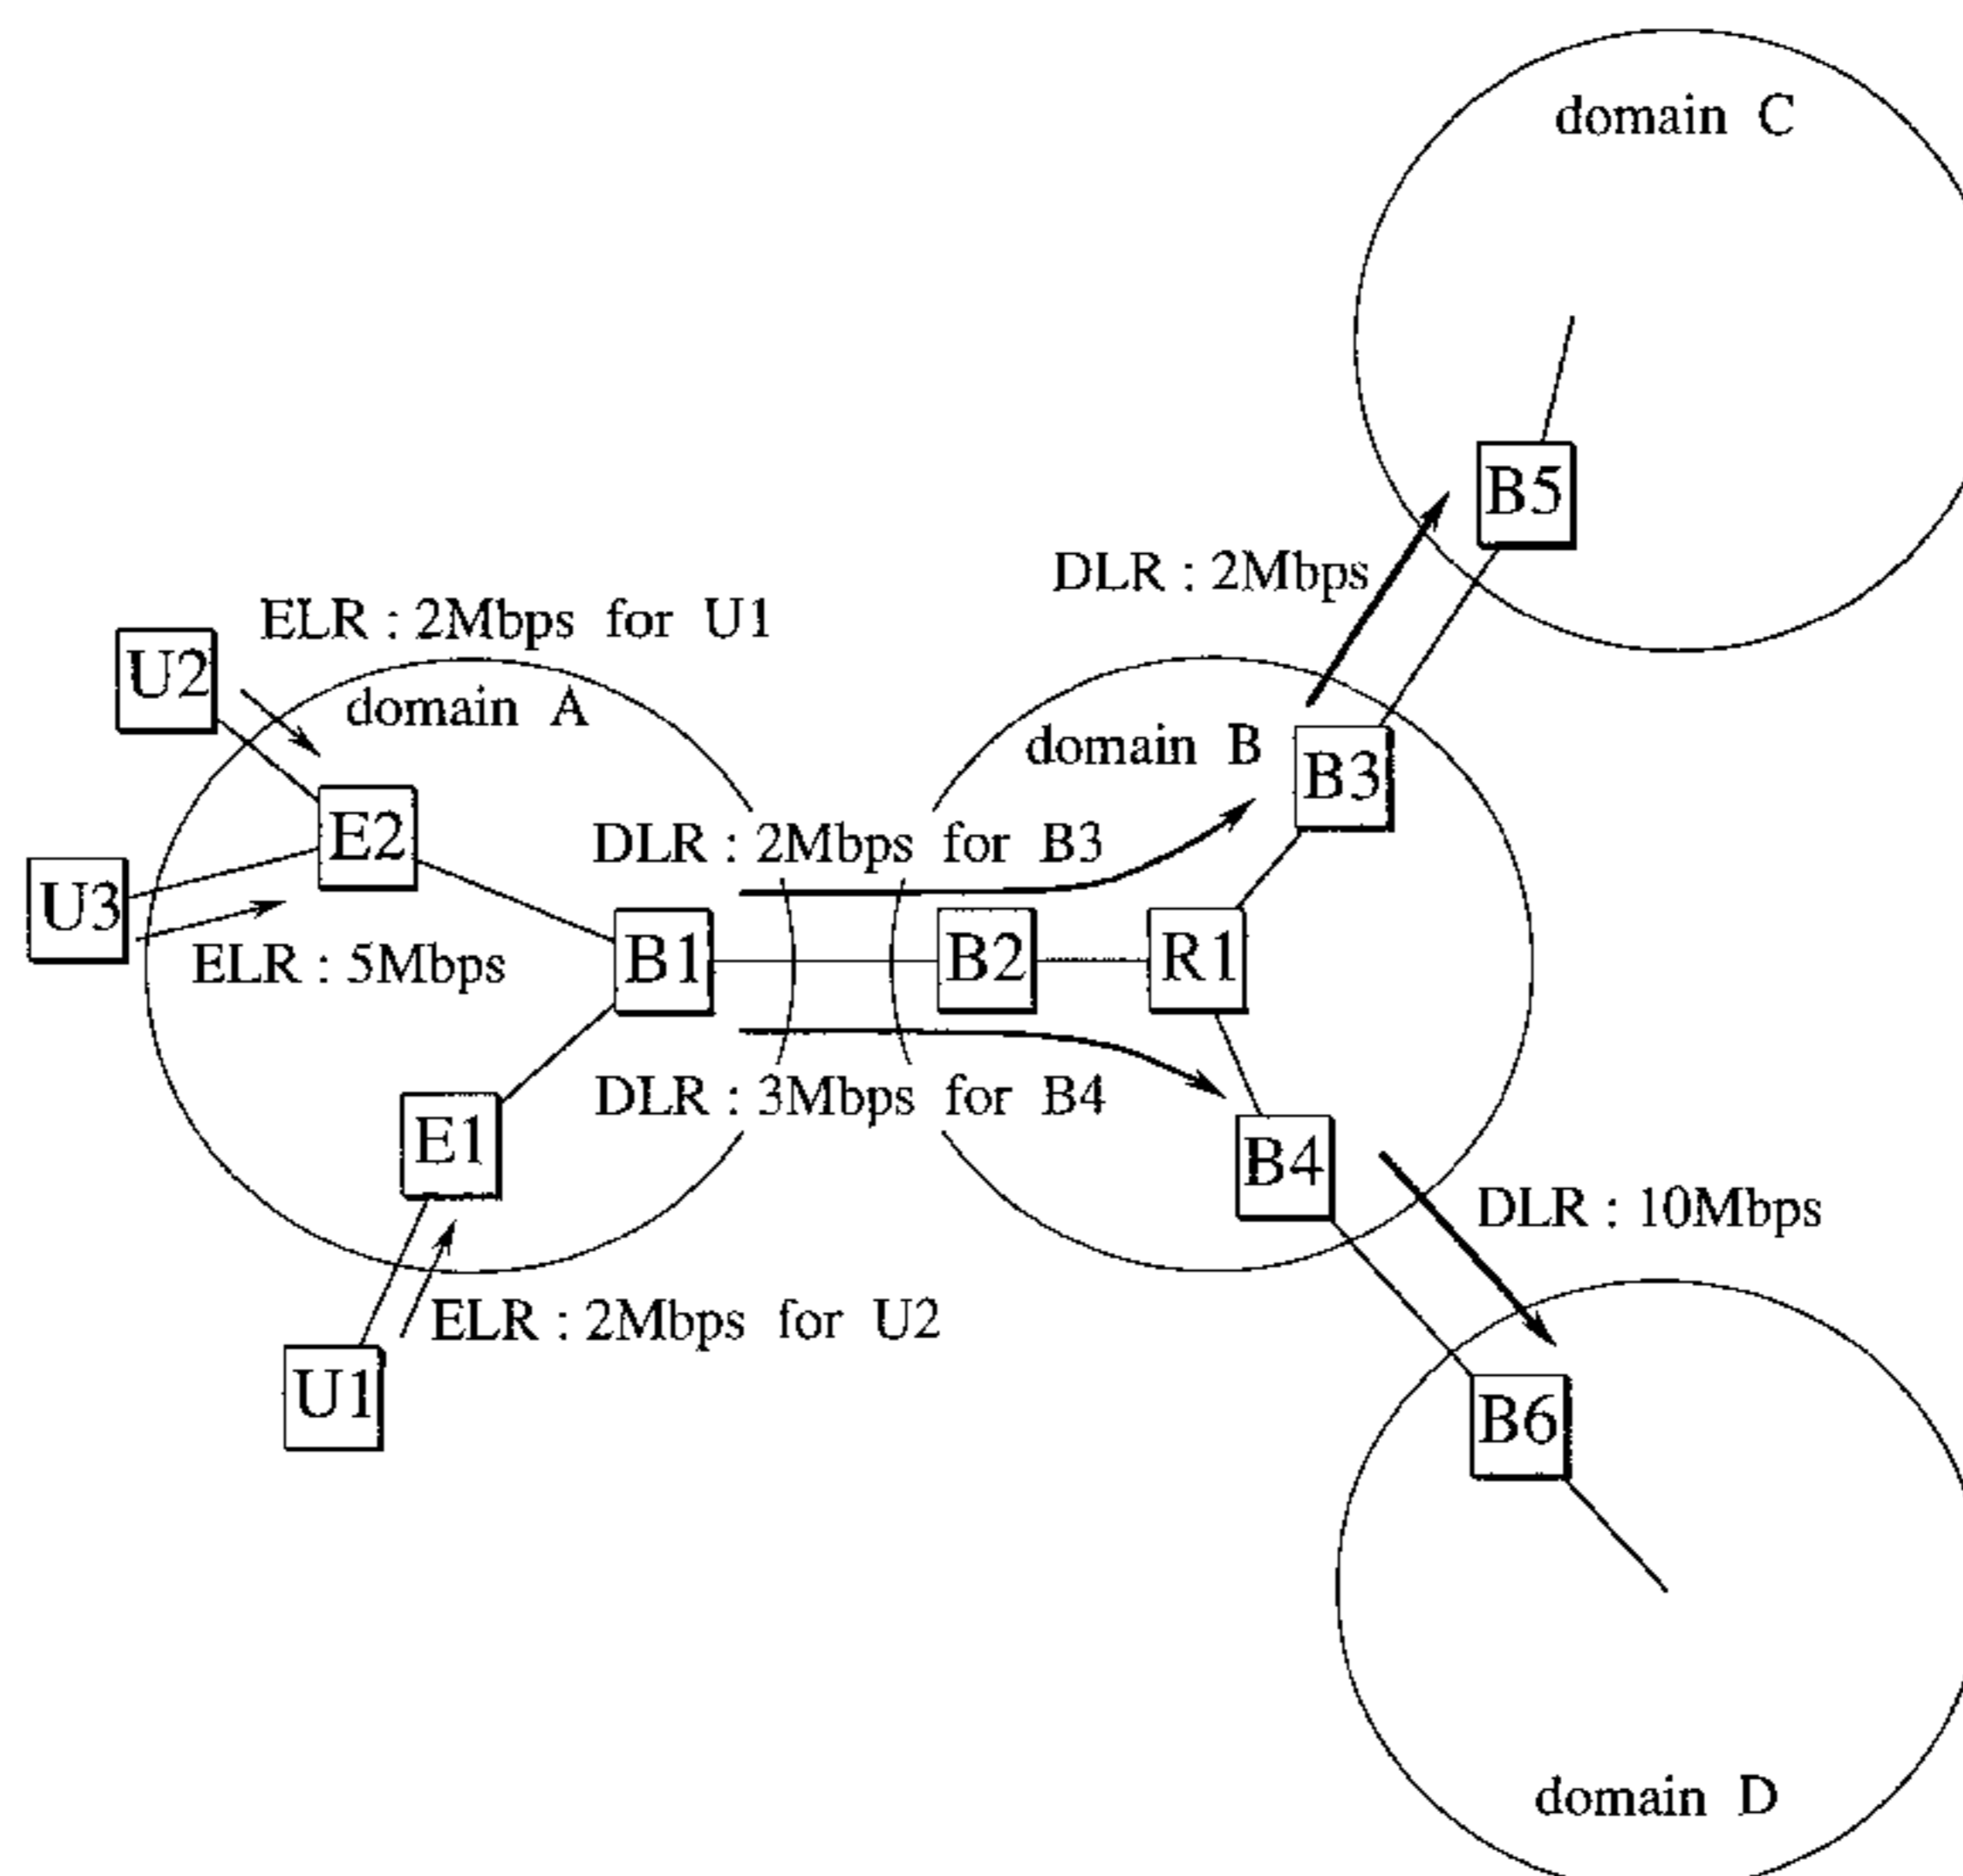 domain C
B5
DLR : 2Mbps
ELR : 2Mbps for U1
U2
domain A
domain B
B3
E2
DLR : 2Mbps for B3
U3
ELR : 5Mbps
B1
B2
R1
DLR : 3Mbps for B4
E1
B4
DLR : 10Mbps
ELR : 2Mbps for U2
U1
B6
domain D